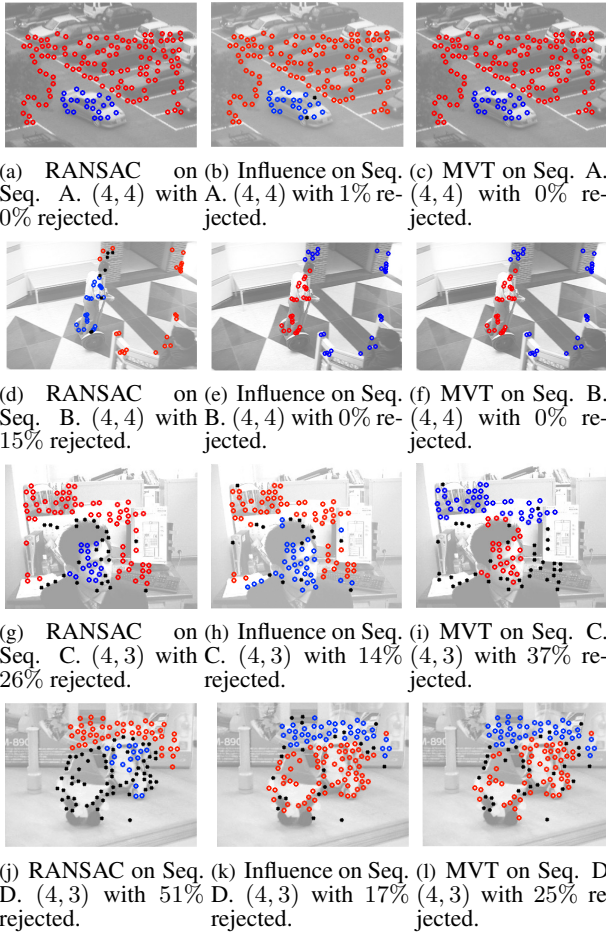 (a) RANSAC on
Seq. A. (4, 4) with
0% rejected.
(b) Influence on Seq.
A. (4, 4) with 1% re-
jected.
(c) MVT on Seq. A.
(4, 4) with 0% re-
jected.
(d) RANSAC on
Seq. B. (4, 4) with
15% rejected.
(e) Influence on Seq.
B. (4, 4) with 0% re-
jected.
(f) MVT on Seq. B.
(4, 4) with 0% re-
jected.
(g) RANSAC on
Seq. C. (4, 3) with
26% rejected.
(h) Influence on Seq.
C. (4, 3) with 14%
rejected.
(i) MVT on Seq. C.
(4, 3) with 37% re-
jected.
M-890
(j) RANSAC on Seq.
D. (4, 3) with 51%
rejected.
(k) Influence on Seq.
D. (4, 3) with 17%
rejected.
(l) MVT on Seq. D
(4, 3) with 25% re
jected.